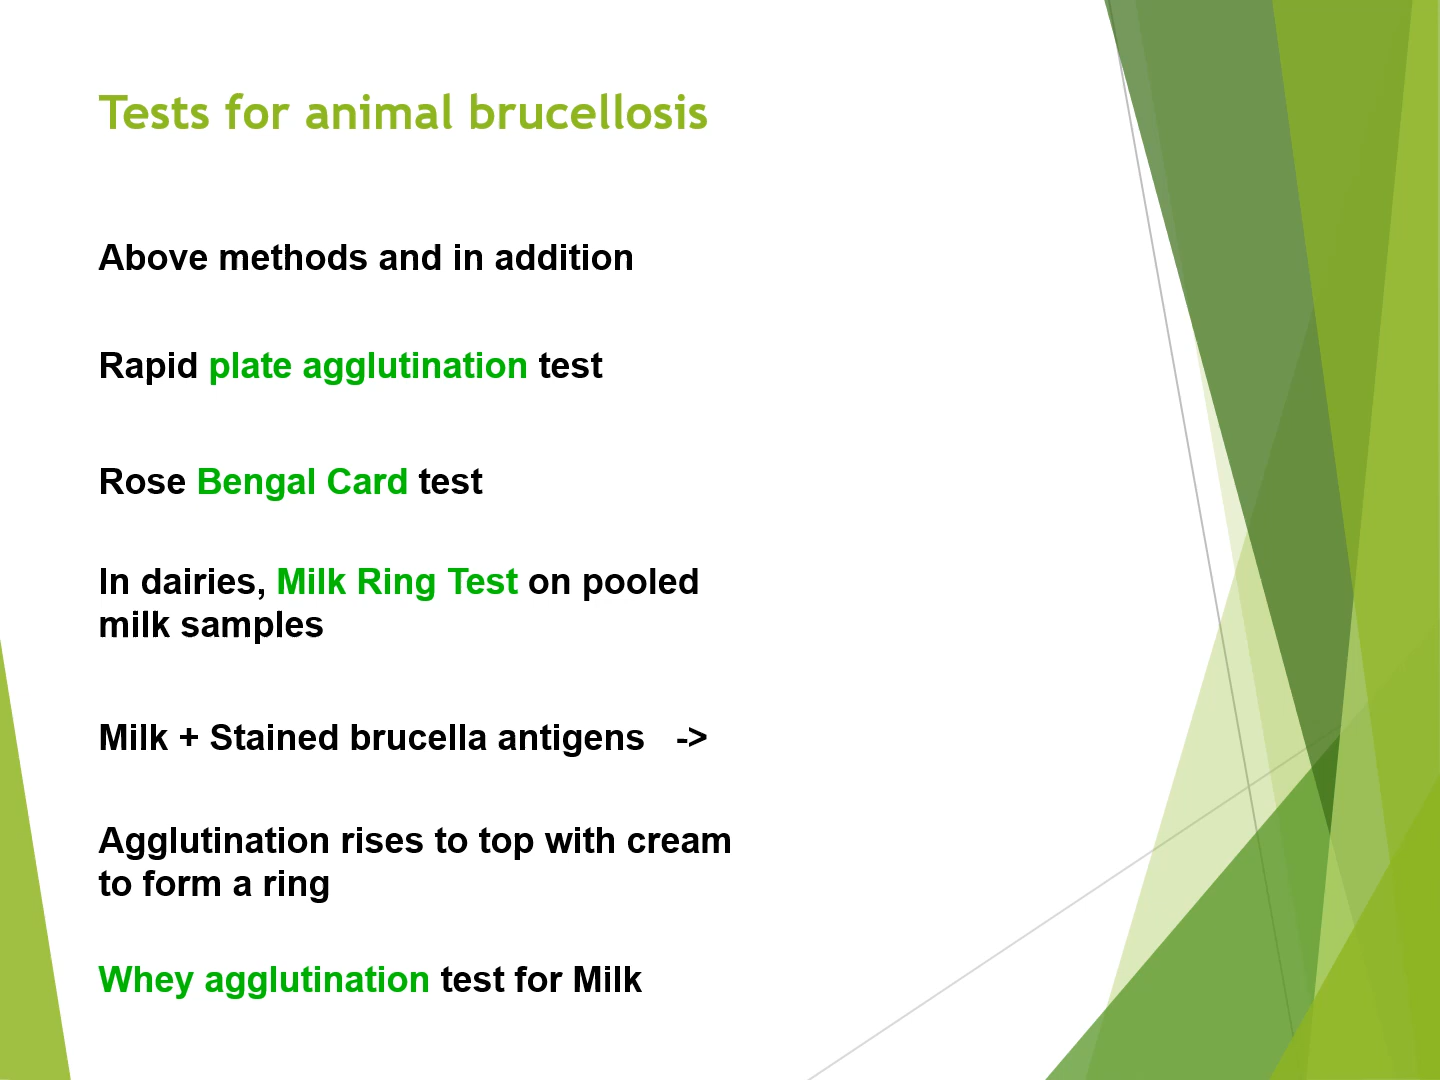 Tests for animal brucellosis
Above methods and in addition
Rapid plate agglutination test
Rose Bengal Card test
In dairies, Milk Ring Test on pooled
milk samples
Milk + Stained brucella antigens ->
Agglutination rises to top with cream
to form a ring
Whey agglutination test for Milk